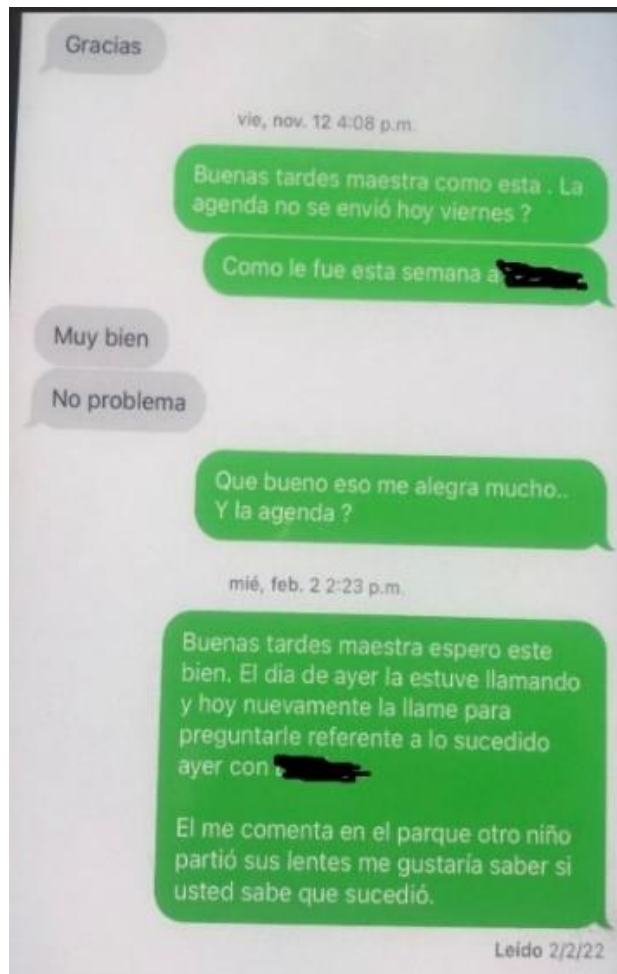 Gracias
vie, nov. 12 4:08 p.m.
Buenas tardes maestra como esta . La
agenda no se envió hoy viernes ?
Como le fue esta semana a
Muy bien
No problema
Que bueno eso me alegra mucho..
Y la agenda ?
mié, feb. 2 2:23 p.m.
Buenas tardes maestra espero este
bien. El dia de ayer la estuve llamando
y hoy nuevamente la llame para
preguntarle referente a lo sucedido
ayer con
El me comenta en el parque otro niño
partió sus lentes me gustaría saber si
usted sabe que sucedió.
Leído 2/2/22